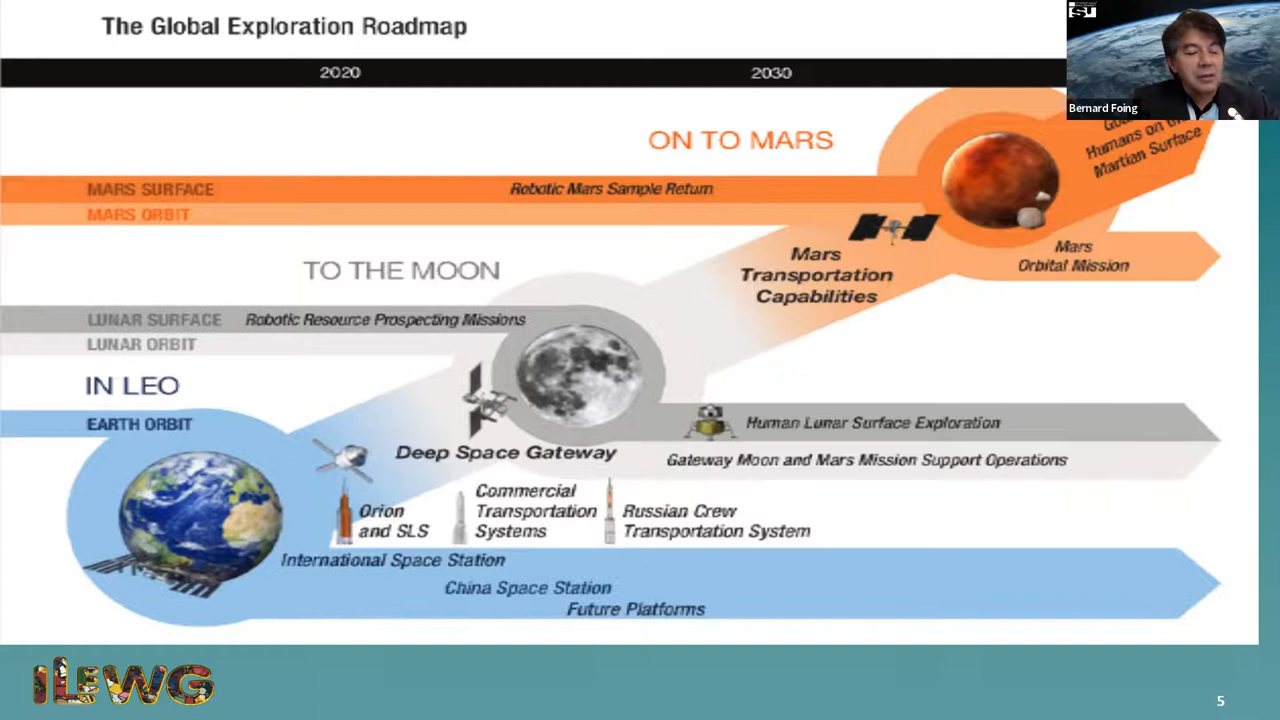 The Global Exploration Roadmap
2020
2030
Bernard Foing
ON TO MARS
Humans on
Martian Surface
MARS SURFACE
Robotic Mars Sample Return
MARS ORBIT
Mars
Transportation
Capabilities
Mars
Orbital Mission
TO THE MOON
LUNAR SURFACE
Robotic Resource Prospecting Missions
LUNAR ORBIT
IN LEO
EARTH ORBIT
Human Lunar Surface Exploration
Deep Space Gateway
Gateway Moon and Mars Mission Support Operations
Orion
and SLS
Commercial
Transportation
Systems
Russian Crew
Transportation System
International Space Station
China Space Station
Future Platforms
ILEWG
5